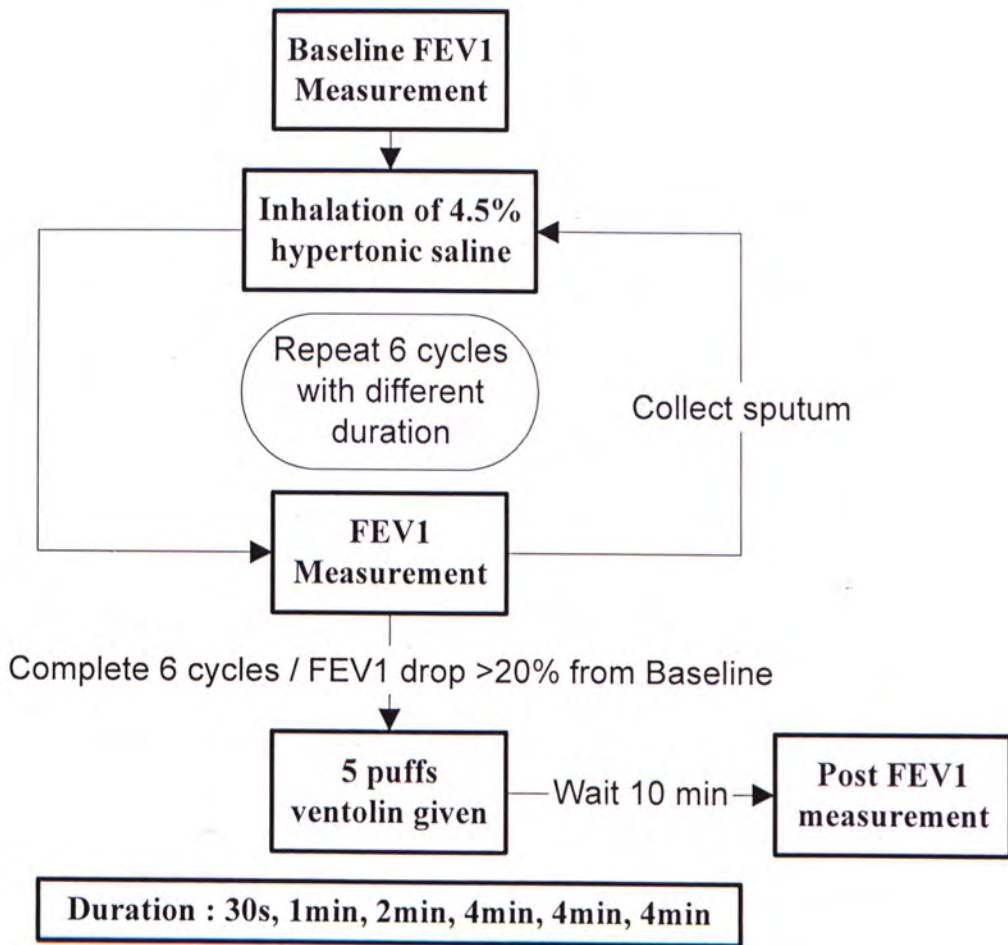 Baseline FEV1
Measurement
Inhalation of 4.5%
hypertonic saline
Repeat 6 cycles
with different
duration
Collect sputum
FEV1
Measurement
Complete 6 cycles / FEV1 drop >20% from Baseline
5 puffs
ventolin given
Wait 10 min
Post FEV1
measurement
Duration : 30s, 1min, 2min, 4min, 4min, 4min